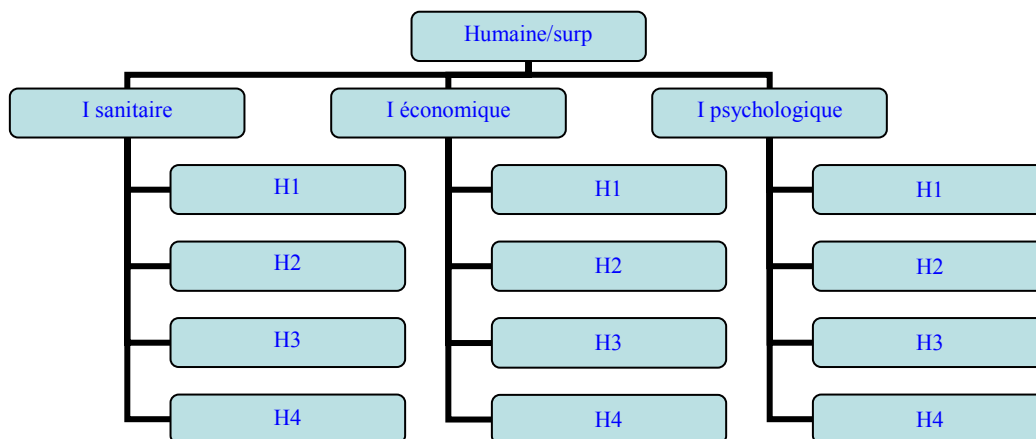 Humaine/surp
I sanitaire
I économique
I psychologique
H1
H1
H1
H2
H2
H2
H3
H3
H3
H4
H4
H4